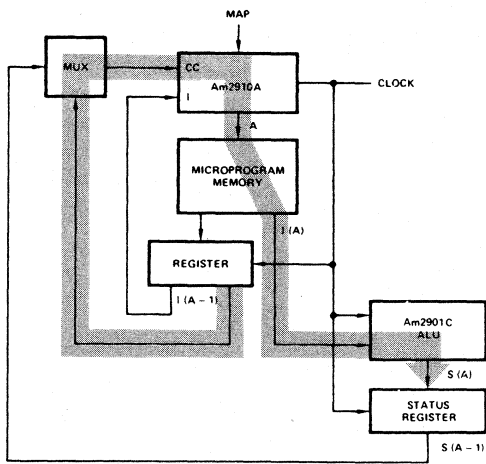 MAP
MUX
CC
I
Am2910A
CLOCK
A
MICROPROGRAM
MEMORY
I (A)
REGISTER
I (A – 1)
Am2901C
ALU
S (A)
STATUS
REGISTER
S (A – 1)